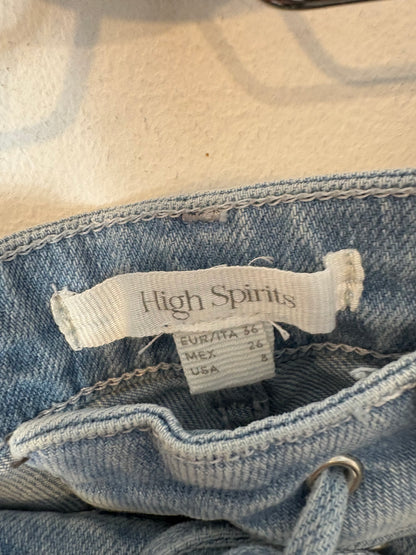 High Spirits
EUR/ITA 36
MEX 26
USA 8